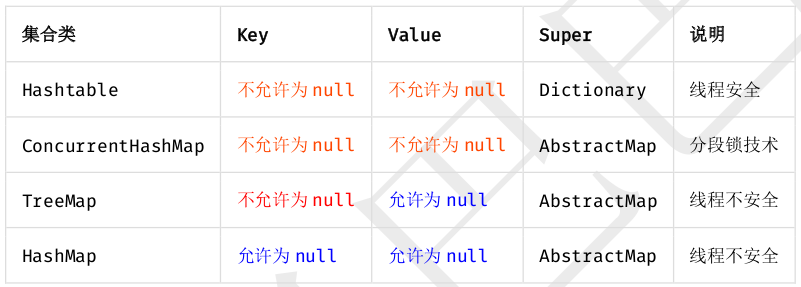 集合类 Key Value Super 说明
Hashtable 不允许为 null 不允许为 null Dictionary 线程安全
ConcurrentHashMap 不允许为 null 不允许为 null AbstractMap 分段锁技术
TreeMap 不允许为 null 允许为 null AbstractMap 线程不安全
HashMap 允许为 null 允许为 null AbstractMap 线程不安全